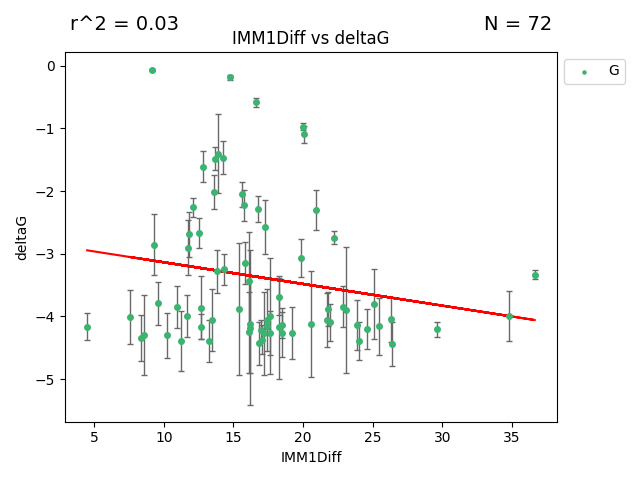 r^2 = 0.03
N = 72
IMM1Diff vs deltaG
G
0
−1
−2
−3
−4
−5
deltaG
5 10 15 20 25 30 35
IMM1Diff